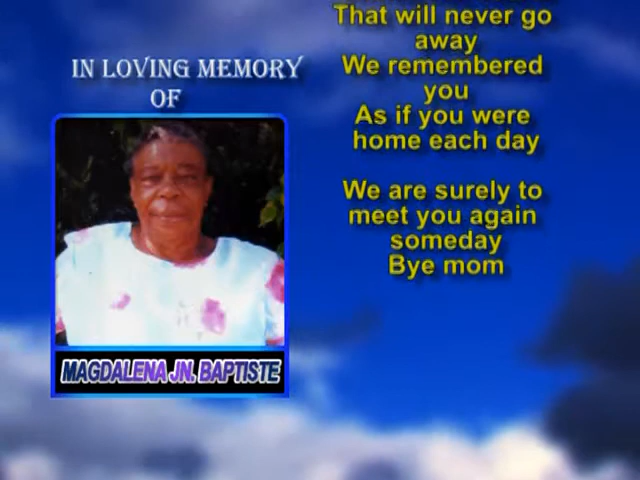 IN LOVING MEMORY
OF
MAGDALENA JN. BAPTISTE
That will never go
away
We remembered
you
As if you were
home each day
We are surely to
meet you again
someday
Bye mom